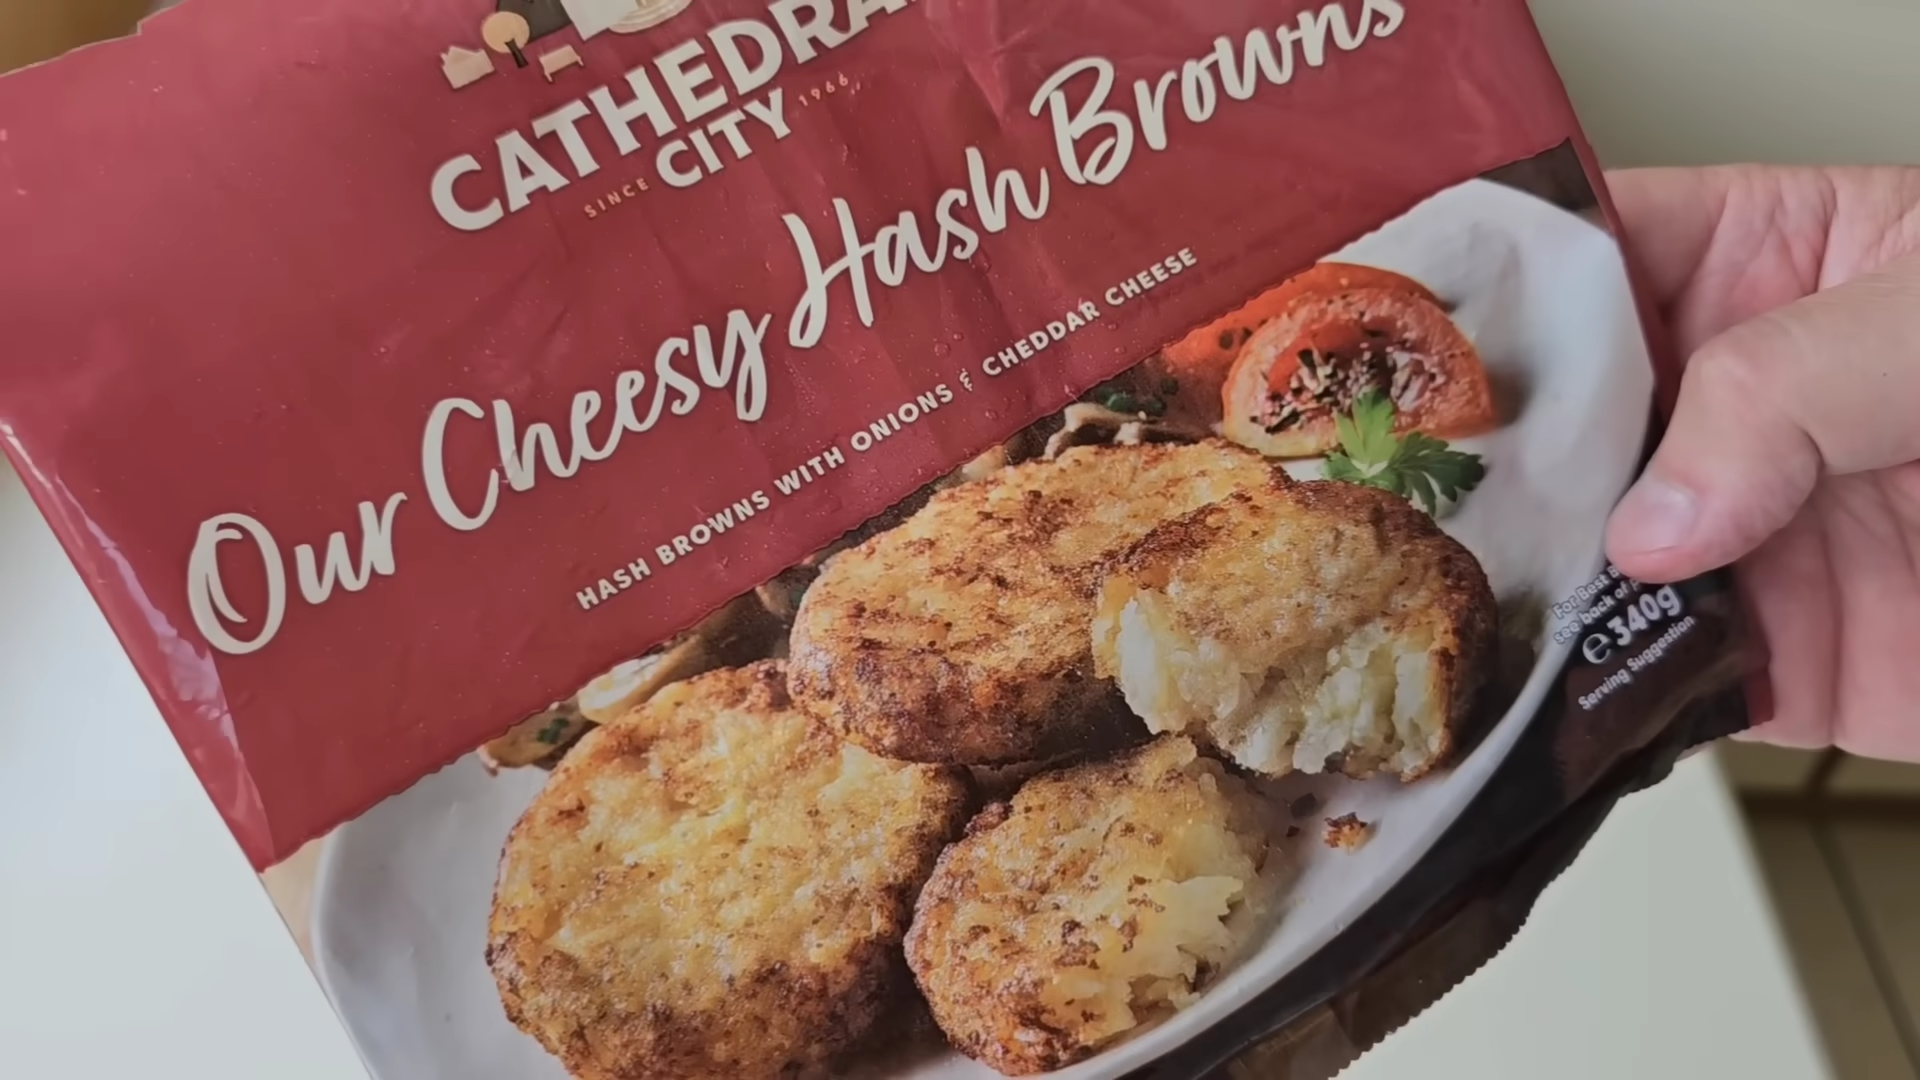 CATHEDRAL
SINCE CITY 1966
Our Cheesy Hash Browns
HASH BROWNS WITH ONIONS & CHEDDAR CHEESE
For Best B
see back of
e 340g
Serving Suggestion